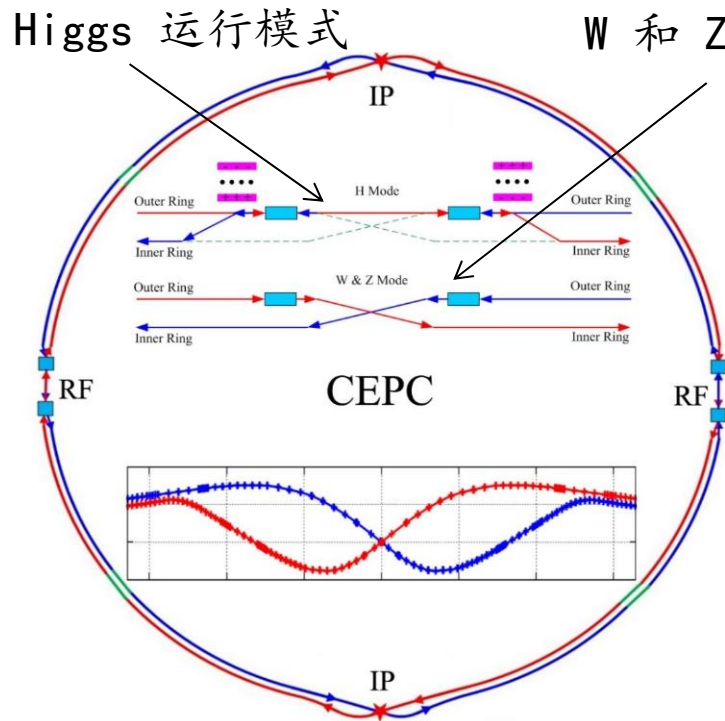 Higgs 运行模式
W 和 Z
IP
H Mode
Outer Ring
Outer Ring
Inner Ring
Inner Ring
W & Z Mode
Outer Ring
Outer Ring
Inner Ring
Inner Ring
RF
CEPC
RF
IP